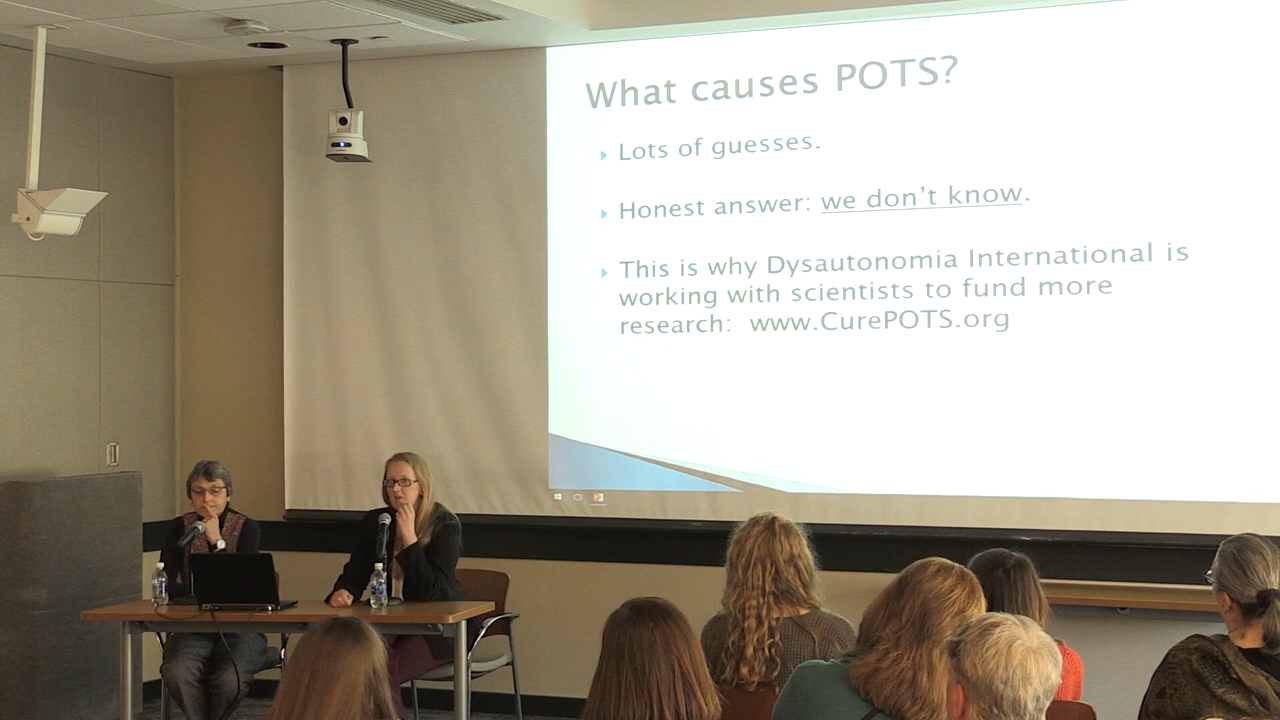 What causes POTS?
Lots of guesses.
Honest answer: we don't know.
This is why Dysautonomia International is
working with scientists to fund more
research: www.CurePOTS.org